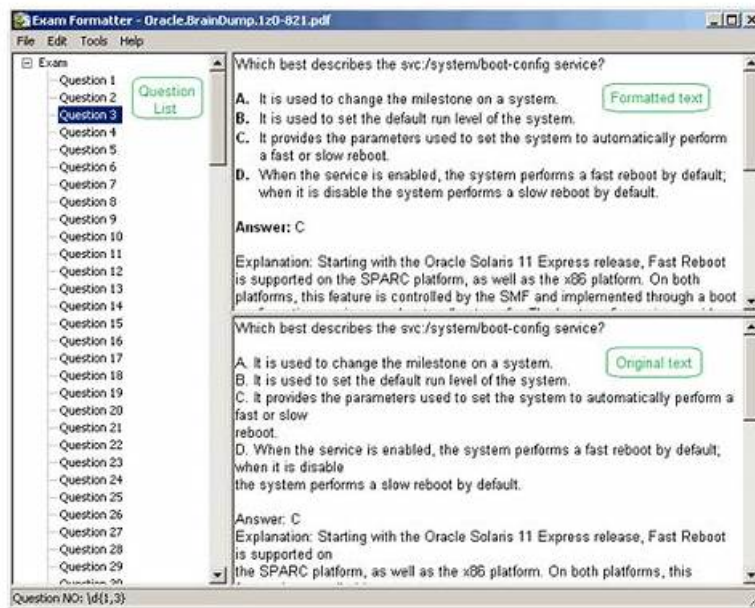 Exam Formatter - Oracle.BrainDump.1z0-821.pdf
File Edit Tools Help
Exam
Question 1
Question 2
Question 3
Question 4
Question 5
Question 6
Question 7
Question 8
Question 9
Question 10
Question 11
Question 12
Question 13
Question 14
Question 15
Question 16
Question 17
Question 18
Question 19
Question 20
Question 21
Question 22
Question 23
Question 24
Question 25
Question 26
Question 27
Question 28
Question 29
Question
List
Which best describes the svc:/system/boot-config service?
Formatted text
A. It is used to change the milestone on a system.
B. It is used to set the default run level of the system.
C. It provides the parameters used to set the system to automatically perform
a fast or slow reboot.
D. When the service is enabled, the system performs a fast reboot by default;
when it is disable the system performs a slow reboot by default.
Answer: C
Explanation: Starting with the Oracle Solaris 11 Express release, Fast Reboot
is supported on the SPARC platform, as well as the x86 platform. On both
platforms, this feature is controlled by the SMF and implemented through a boot
Which best describes the svc:/system/boot-config service?
Original text
A. It is used to change the milestone on a system.
B. It is used to set the default run level of the system.
C. It provides the parameters used to set the system to automatically perform a
fast or slow
reboot.
D. When the service is enabled, the system performs a fast reboot by default;
when it is disable
the system performs a slow reboot by default.
Answer: C
Explanation: Starting with the Oracle Solaris 11 Express release, Fast Reboot
is supported on
the SPARC platform, as well as the x86 platform. On both platforms, this
Question NO: \d{1,3}